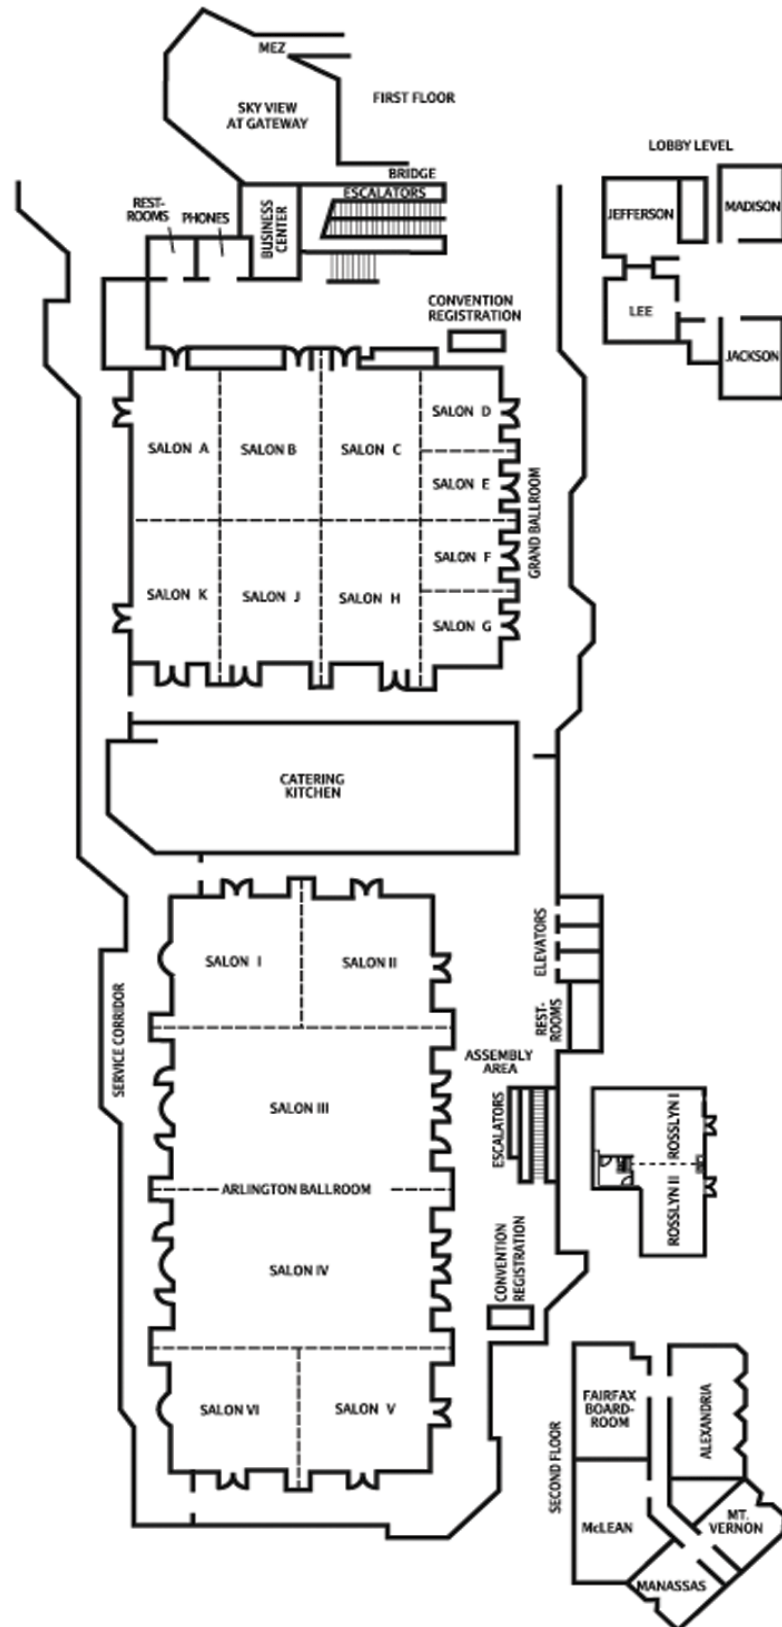 MEZ
FIRST FLOOR
SKY VIEW
AT GATEWAY
LOBBY LEVEL
BRIDGE
ESCALATORS
REST-
ROOMS
PHONES
BUSINESS
CENTER
JEFFERSON
MADISON
LEE
JACKSON
CONVENTION
REGISTRATION
SALON A
SALON B
SALON C
SALON D
SALON E
GRAND BALLROOM
SALON F
SALON K
SALON J
SALON H
SALON G
CATERING
KITCHEN
SALON I
SALON II
ELEVATORS
REST-
ROOMS
SERVICE CORRIDOR
ASSEMBLY
AREA
ESCALATORS
SALON III
ROSSLYN I
ROSSLYN II
ARLINGTON BALLROOM
SALON IV
CONVENTION
REGISTRATION
SALON VI
SALON V
SECOND FLOOR
FAIRFAX
BOARD-
ROOM
ALEXANDRIA
McLEAN
MT.
VERNON
MANASSAS